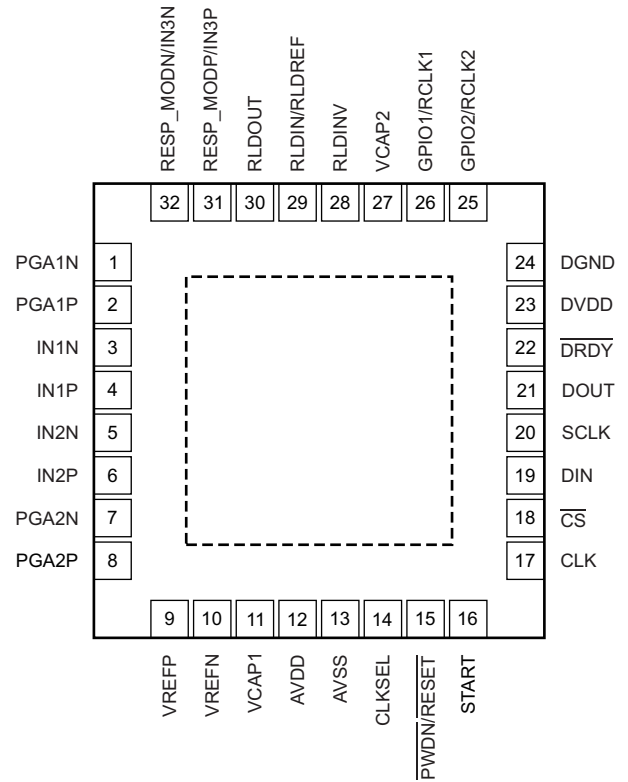 RESP_MODN/IN3N
RESP_MODP/IN3P
RLDOUT
RLDIN/RLDREF
RLDINV
VCAP2
GPIO1/RCLK1
GPIO2/RCLK2
32 31 30 29 28 27 26 25
PGA1N 1
PGA1P 2
IN1N 3
IN1P 4
IN2N 5
IN2P 6
PGA2N 7
PGA2P 8
24 DGND
23 DVDD
22 DRDY
21 DOUT
20 SCLK
19 DIN
18 CS
17 CLK
9 10 11 12 13 14 15 16
VREFP
VREFN
VCAP1
AVDD
AVSS
CLKSEL
PWDN/RESET
START